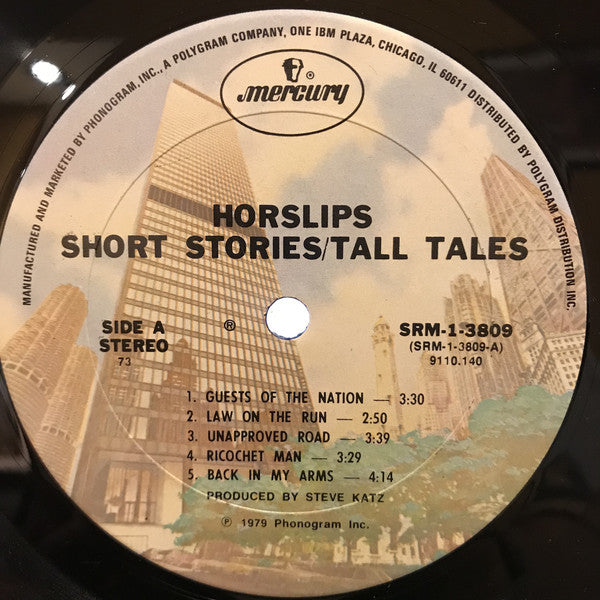 MANUFACTURED AND MARKETED BY PHONOGRAM, INC., A POLYGRAM COMPANY, ONE IBM PLAZA, CHICAGO, IL 60611 DISTRIBUTED BY POLYGRAM DISTRIBUTION INC.
®
mercury
HORSLIPS
SHORT STORIES/TALL TALES
SIDE A
STEREO
73
®
SRM-1-3809
(SRM-1-3809-A)
9110.140
1. GUESTS OF THE NATION — 3:30
2. LAW ON THE RUN — 2:50
3. UNAPPROVED ROAD — 3:39
4. RICOCHET MAN — 3:29
5. BACK IN MY ARMS — 4:14
PRODUCED BY STEVE KATZ
℗ 1979 Phonogram Inc.